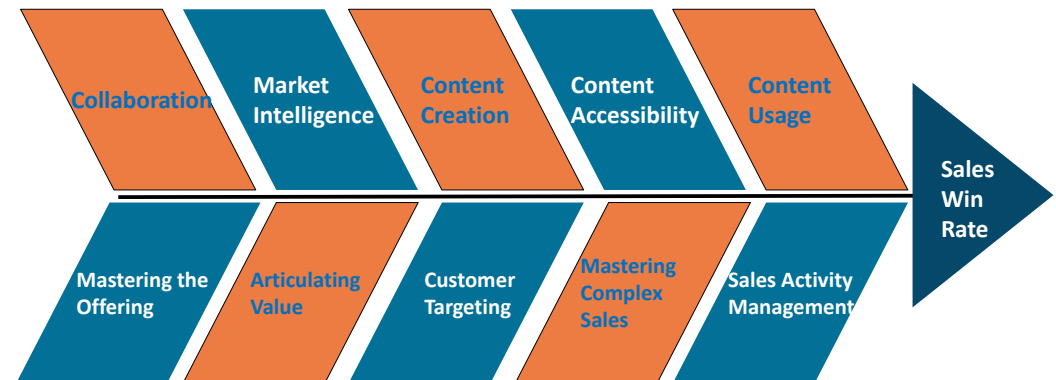 Collaboration
Market
Intelligence
Content
Creation
Content
Accessibility
Content
Usage
Sales
Win
Rate
Mastering the
Offering
Articulating
Value
Customer
Targeting
Mastering
Complex
Sales
Sales Activity
Management